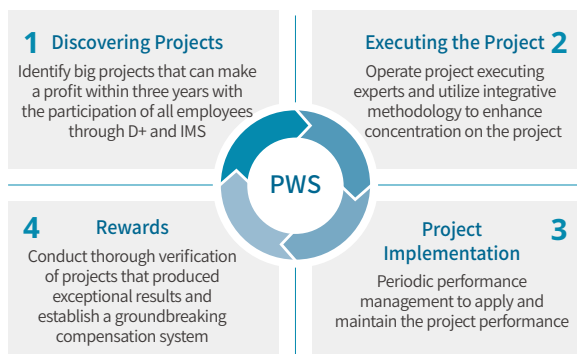 1 Discovering Projects
Identify big projects that can make
a profit within three years with
the participation of all employees
through D+ and IMS
Executing the Project 2
Operate project executing
experts and utilize integrative
methodology to enhance
concentration on the project
PWS
4 Rewards
Conduct thorough verification
of projects that produced
exceptional results and
establish a groundbreaking
compensation system
Project
Implementation
3
Periodic performance
management to apply and
maintain the project performance